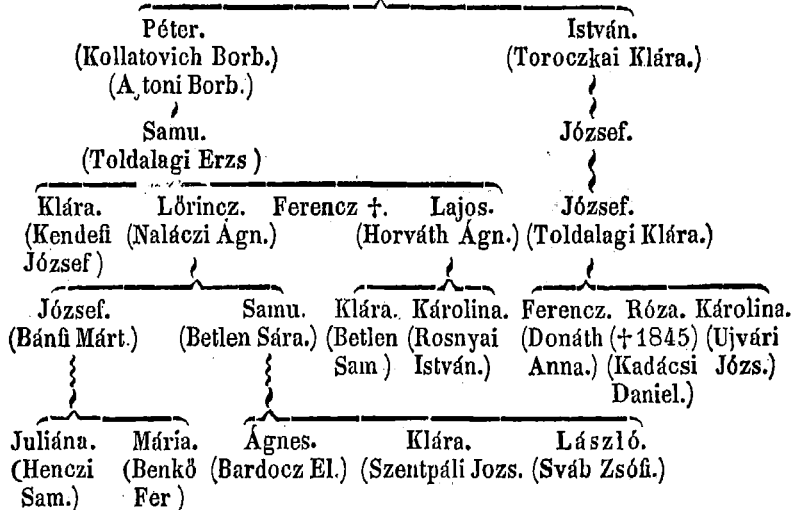 Péter. István.
(Kollatovich Borb.) (Toroczkai Klára.)
(A toni Borb.)
Samu. József.
(Toldalagi Erzs )
Klára. Lőrincz. Ferencz †. Lajos. József.
(Kendefi (Naláczi Ágn.) (Horváth Ágn.) (Toldalagi Klára.)
József)
József. Samu. Klára. Károlina. Ferencz. Róza. Károlina.
(Bánfi Márt.) (Betlen Sára.) (Betlen (Rosnyai (Donáth (†1845) (Ujvári
Sam ) István.) Anna.) (Kadácsi Józs.)
Daniel.)
Juliána. Mária. Ágnes. Klára. László.
(Henczi (Benkő (Bardocz El.) (Szentpáli Jozs. (Sváb Zsófi.)
Sam.) Fer )